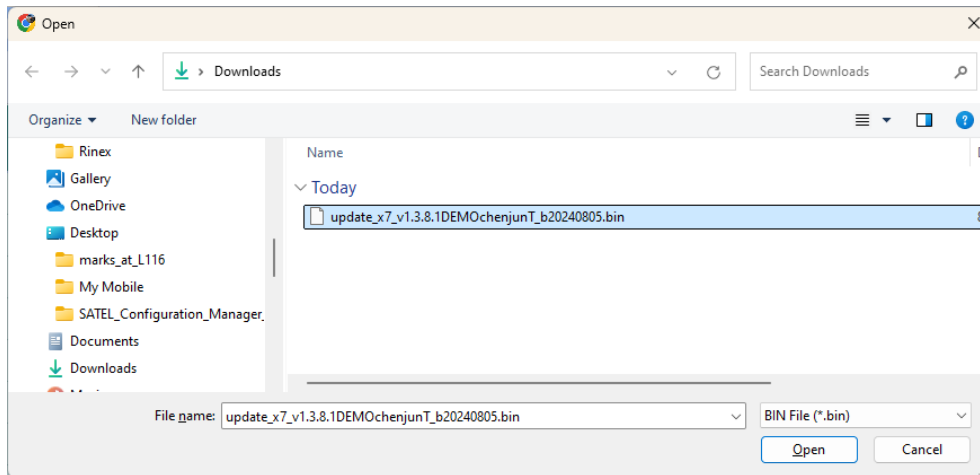 Open
Downloads
Search Downloads
Organize
New folder
Rinex
Gallery
OneDrive
Desktop
marks_at_L116
My Mobile
SATEL_Configuration_Manager_
Documents
Downloads
Name
Today
update_x7_v1.3.8.1DEMOchenjunT_b20240805.bin
File name: update_x7_v1.3.8.1DEMOchenjunT_b20240805.bin
BIN File (*.bin)
Open
Cancel